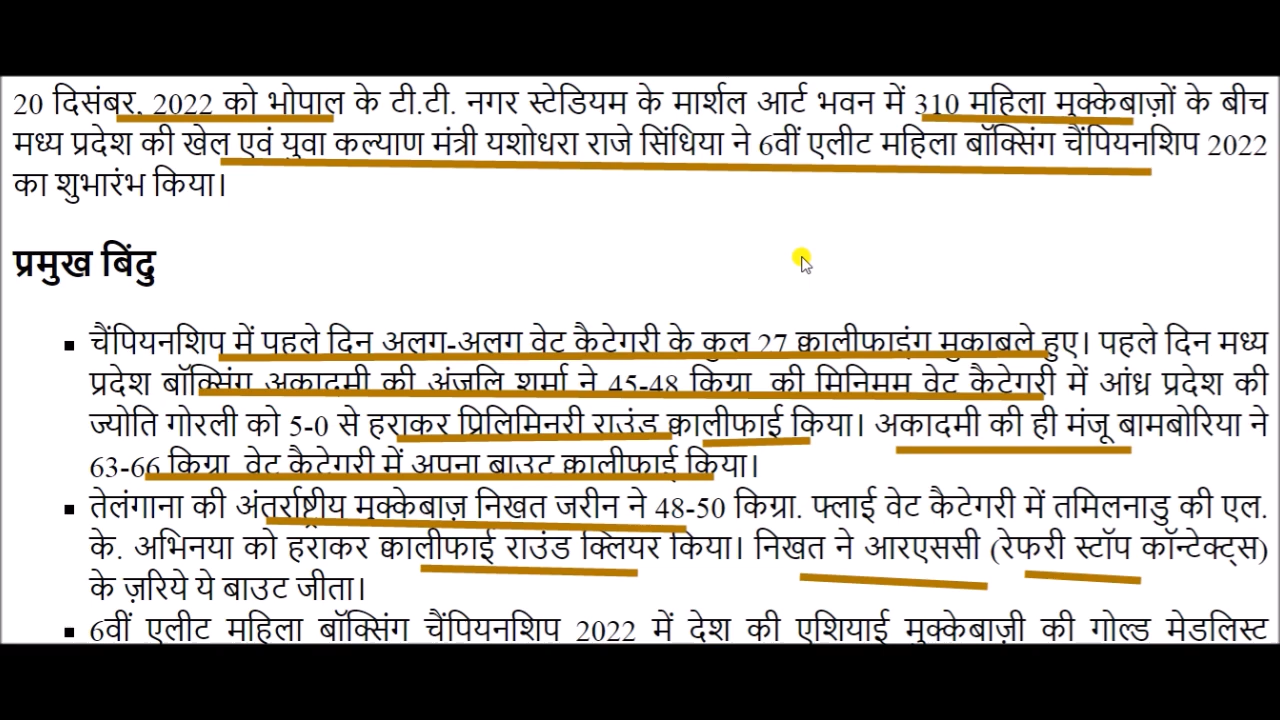 20 दिसंबर, 2022 को भोपाल के टी.टी. नगर स्टेडियम के मार्शल आर्ट भवन में 310 महिला मुक्केबाज़ों के बीच
मध्य प्रदेश की खेल एवं युवा कल्याण मंत्री यशोधरा राजे सिंधिया ने 6वीं एलीट महिला बॉक्सिंग चैंपियनशिप 2022
का शुभारंभ किया।
प्रमुख बिंदु
▪ चैंपियनशिप में पहले दिन अलग-अलग वेट कैटेगरी के कुल 27 क्वालीफाइंग मुकाबले हुए। पहले दिन मध्य
प्रदेश बॉक्सिंग अकादमी की अंजलि शर्मा ने 45-48 किग्रा. की मिनिमम वेट कैटेगरी में आंध्र प्रदेश की
ज्योति गोरली को 5-0 से हराकर प्रिलिमिनरी राउंड क्वालीफाई किया। अकादमी की ही मंजू बामबोरिया ने
63-66 किग्रा. वेट कैटेगरी में अपना बाउट क्वालीफाई किया।
▪ तेलंगाना की अंतर्राष्ट्रीय मुक्केबाज़ निखत जरीन ने 48-50 किग्रा. फ्लाई वेट कैटेगरी में तमिलनाडु की एल.
के. अभिनया को हराकर क्वालीफाई राउंड क्लियर किया। निखत ने आरएससी (रेफरी स्टॉप कॉन्टेक्ट्स)
के ज़रिये ये बाउट जीता।
▪ 6वीं एलीट महिला बॉक्सिंग चैंपियनशिप 2022 में देश की एशियाई मुक्केबाज़ी की गोल्ड मेडलिस्ट